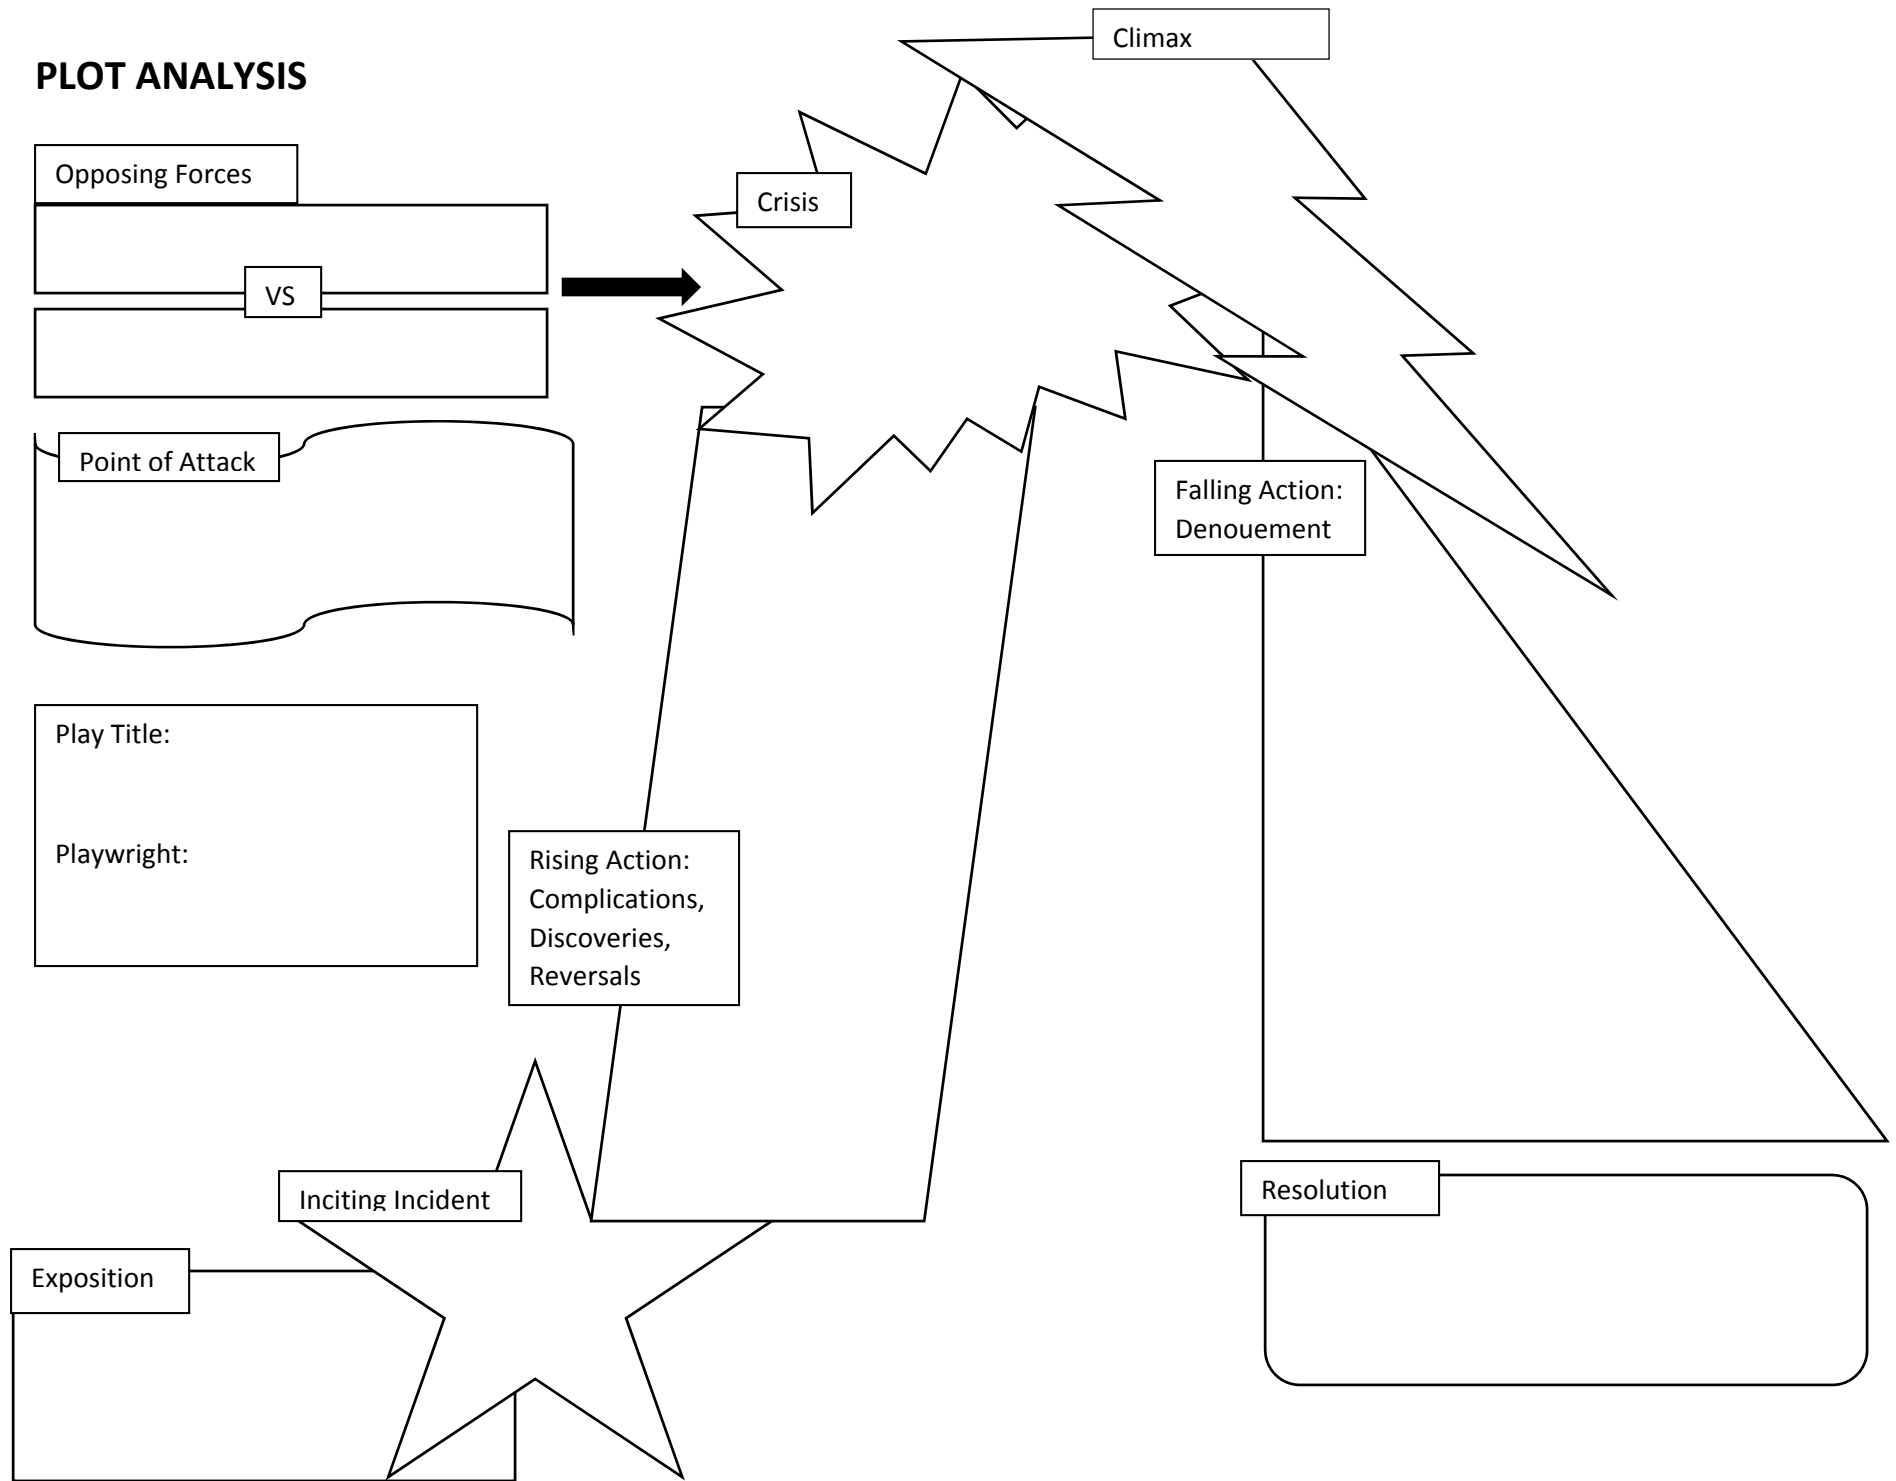 PLOT ANALYSIS
Climax
Opposing Forces
Crisis
VS
Point of Attack
Falling Action:
Denouement
Play Title:
Playwright:
Rising Action:
Complications,
Discoveries,
Reversals
Inciting Incident
Resolution
Exposition